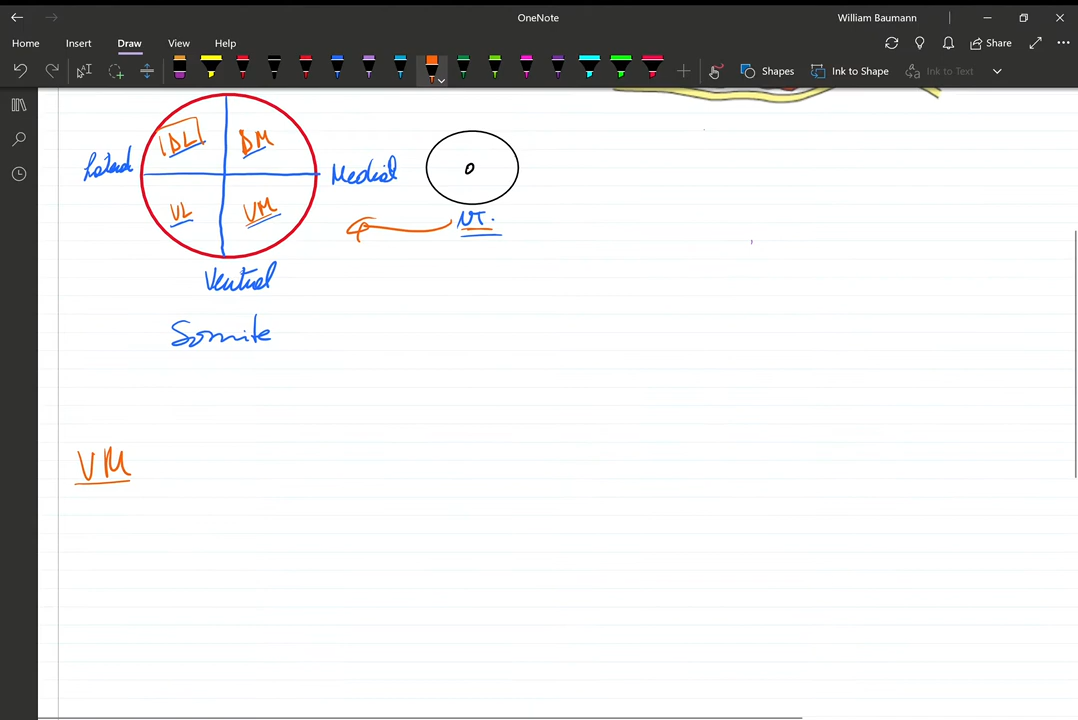 OneNote
William Baumann
Home Insert Draw View Help
Share
Shapes
Ink to Shape
Ink to Text
DL DM
Lateral
Medial
VL VM
NT.
Ventral
Somite
VM